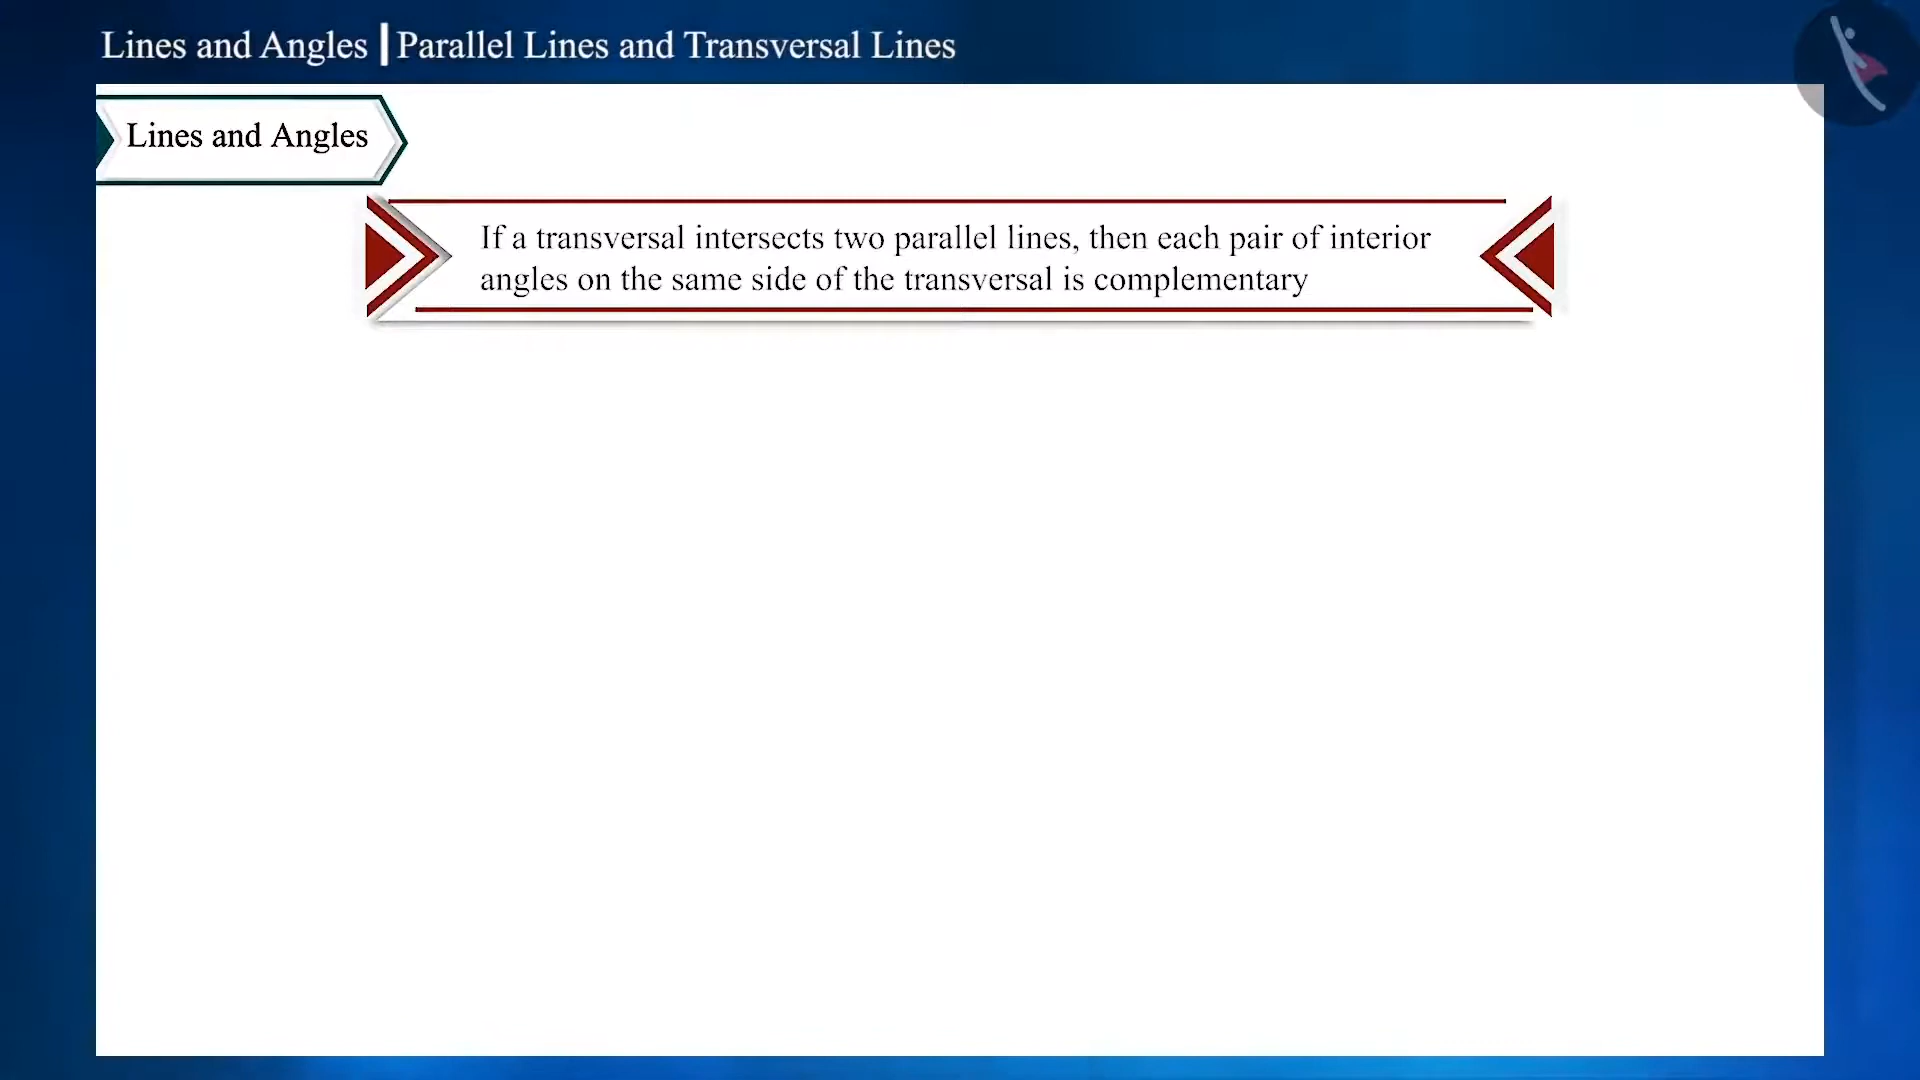 Lines and Angles | Parallel Lines and Transversal Lines
Lines and Angles
If a transversal intersects two parallel lines, then each pair of interior
angles on the same side of the transversal is complementary